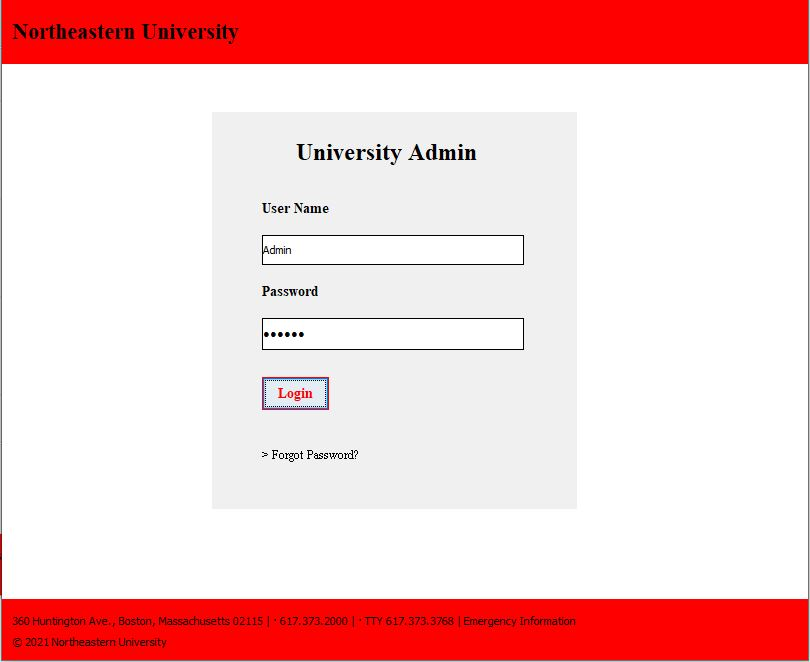 Northeastern University
University Admin
User Name
Admin
Password
••••••
Login
> Forgot Password?
360 Huntington Ave., Boston, Massachusetts 02115 | · 617.373.2000 | · TTY 617.373.3768 | Emergency Information
© 2021 Northeastern University